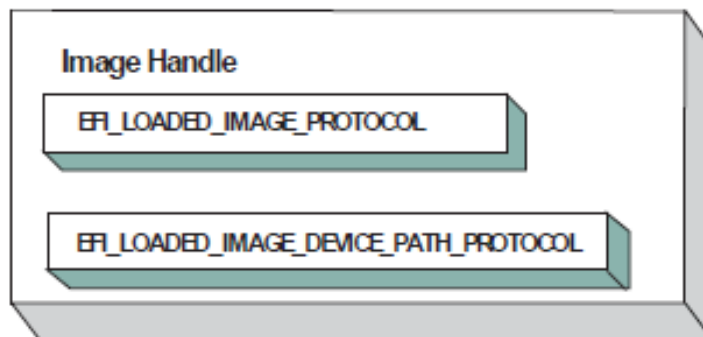 Image Handle
EFI_LOADED_IMAGE_PROTOCOL
EFI_LOADED_IMAGE_DEVICE_PATH_PROTOCOL